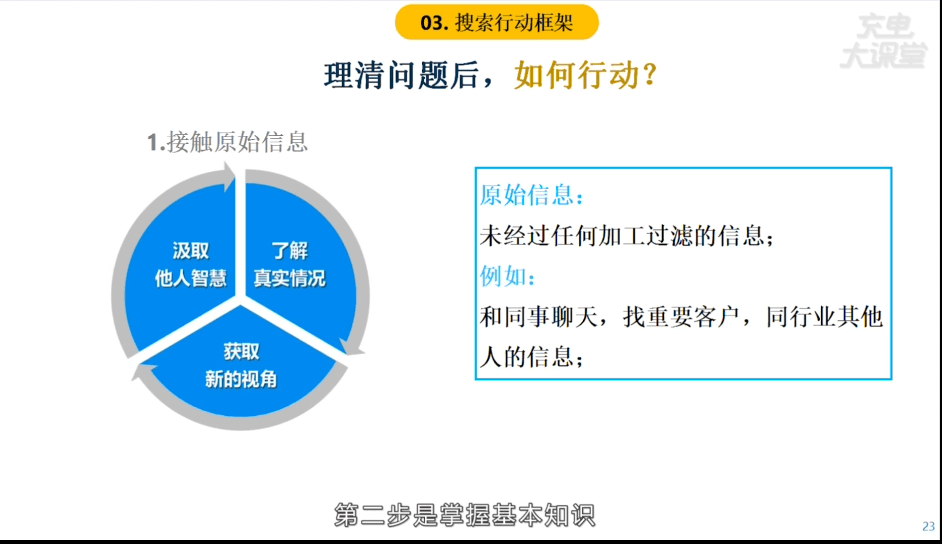 03. 搜索行动框架
充电
大课堂
理清问题后，如何行动？
1.接触原始信息
汲取
他人智慧
了解
真实情况
获取
新的视角
原始信息：
未经过任何加工过滤的信息；
例如：
和同事聊天，找重要客户，同行业其他
人的信息；
第二步是掌握基本知识
23